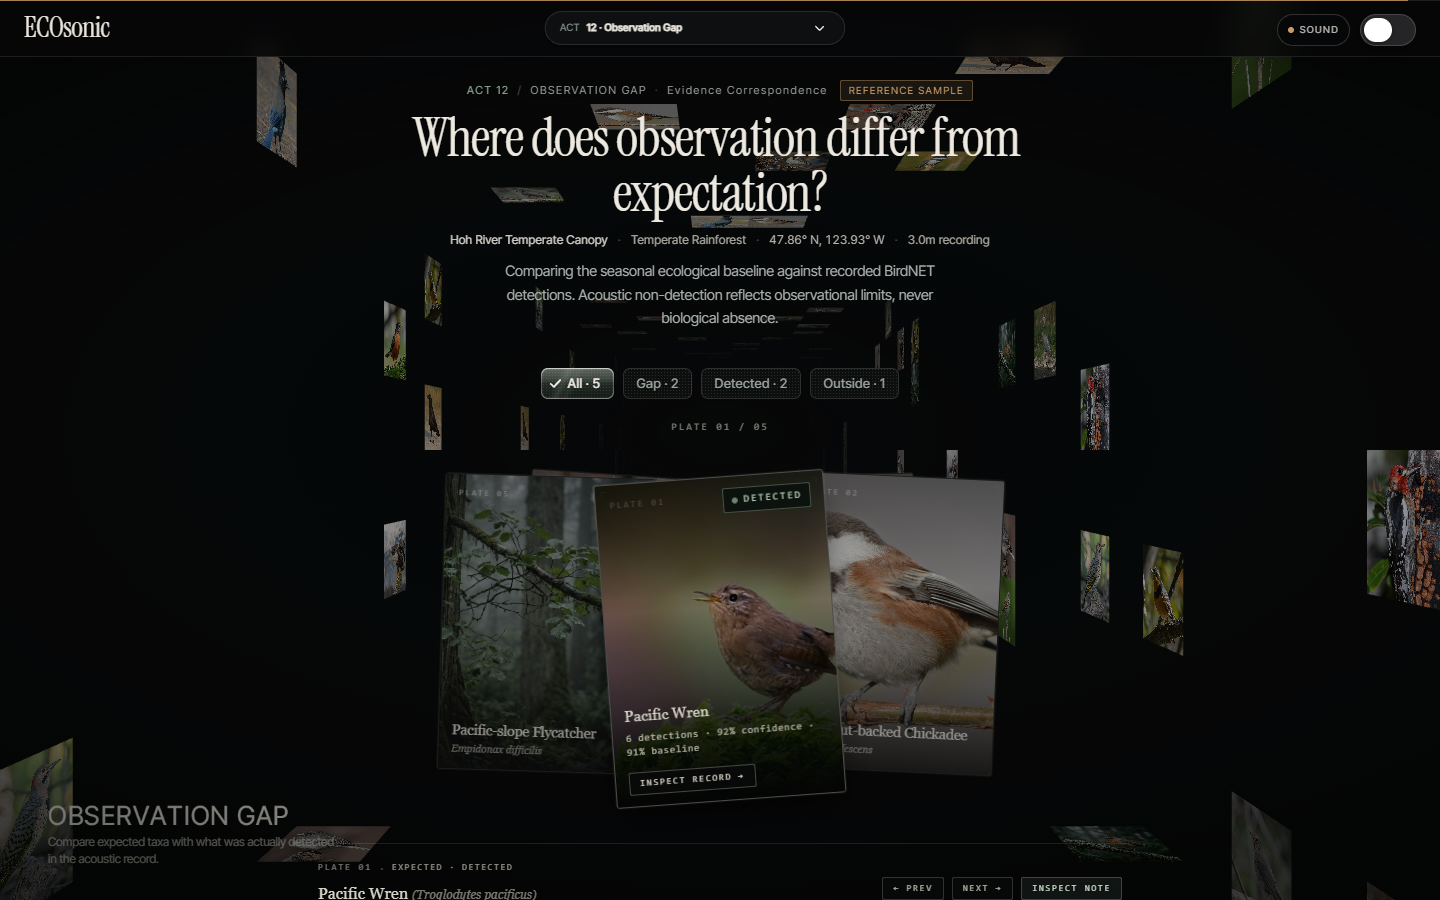 ECOsonic
ACT 12 · Observation Gap
SOUND
ACT 12 / OBSERVATION GAP · Evidence Correspondence REFERENCE SAMPLE
Where does observation differ from
expectation?
Hoh River Temperate Canopy · Temperate Rainforest · 47.86° N, 123.93° W · 3.0m recording
Comparing the seasonal ecological baseline against recorded BirdNET
detections. Acoustic non-detection reflects observational limits, never
biological absence.
All · 5
Gap · 2
Detected · 2
Outside · 1
PLATE 01 / 05
PLATE 05
Pacific-slope Flycatcher
Empidonax difficilis
PLATE 01
DETECTED
Pacific Wren
6 detections · 92% confidence ·
91% baseline
INSPECT RECORD →
TE 02
ut-backed Chickadee
escens
OBSERVATION GAP
Compare expected taxa with what was actually detected
in the acoustic record.
PLATE 01 . EXPECTED · DETECTED
Pacific Wren (Troglodytes pacificus)
← PREV
NEXT →
INSPECT NOTE